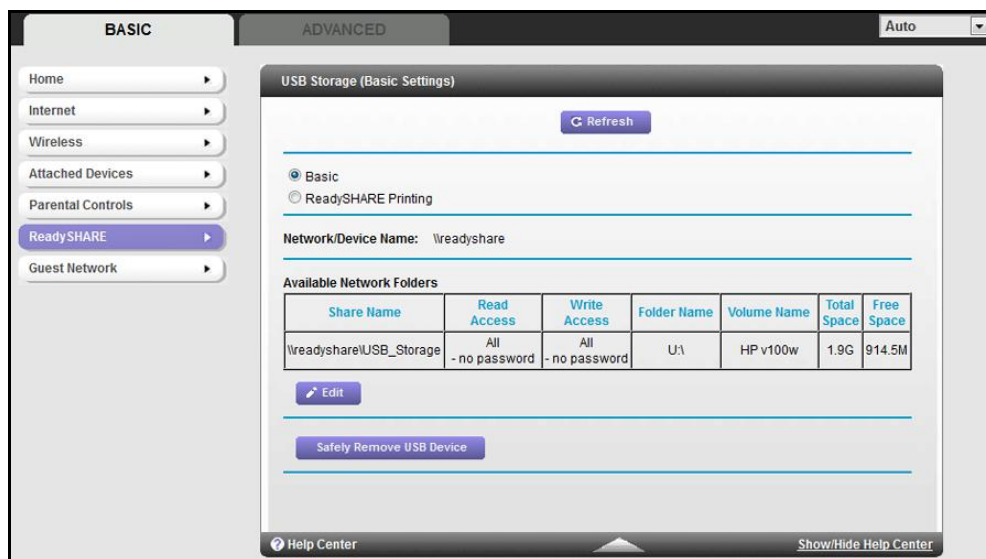 BASIC
ADVANCED
Auto
Home
Internet
Wireless
Attached Devices
Parental Controls
ReadySHARE
Guest Network
USB Storage (Basic Settings)
Refresh
Basic
ReadySHARE Printing
Network/Device Name: \\readyshare
Available Network Folders
Share Name Read Access Write Access Folder Name Volume Name Total Space Free Space
\\readyshare\USB_Storage All - no password All - no password U:\ HP v100w 1.9G 914.5M
Edit
Safely Remove USB Device
Help Center Show/Hide Help Center